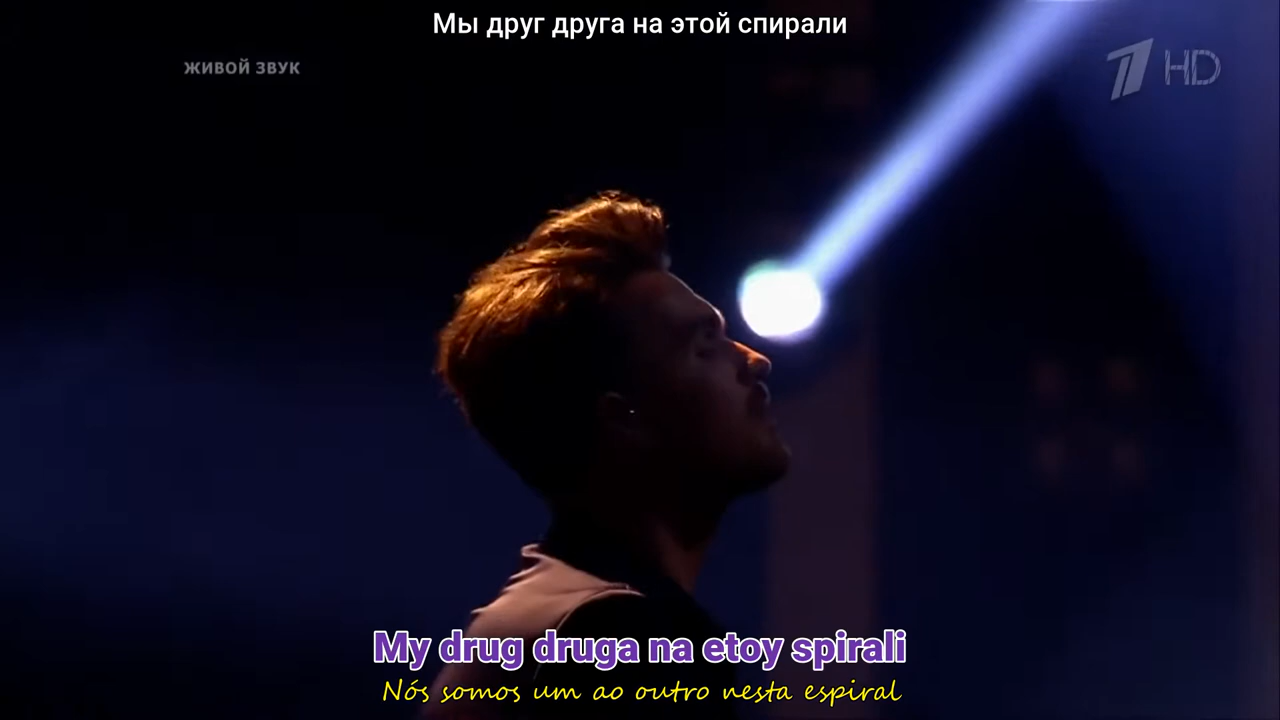 Мы друг друга на этой спирали
ЖИВОЙ ЗВУК
1 HD
My drug druga na etoy spirali
Nós somos um ao outro nesta espiral